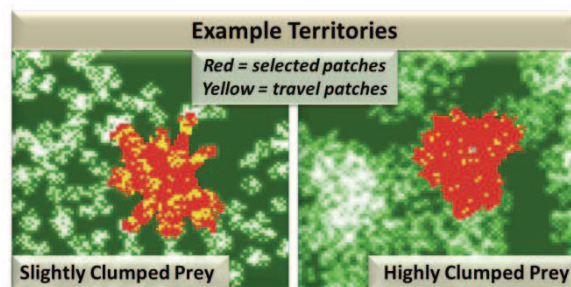 Example Territories
Red = selected patches
Yellow = travel patches
Slightly Clumped Prey
Highly Clumped Prey